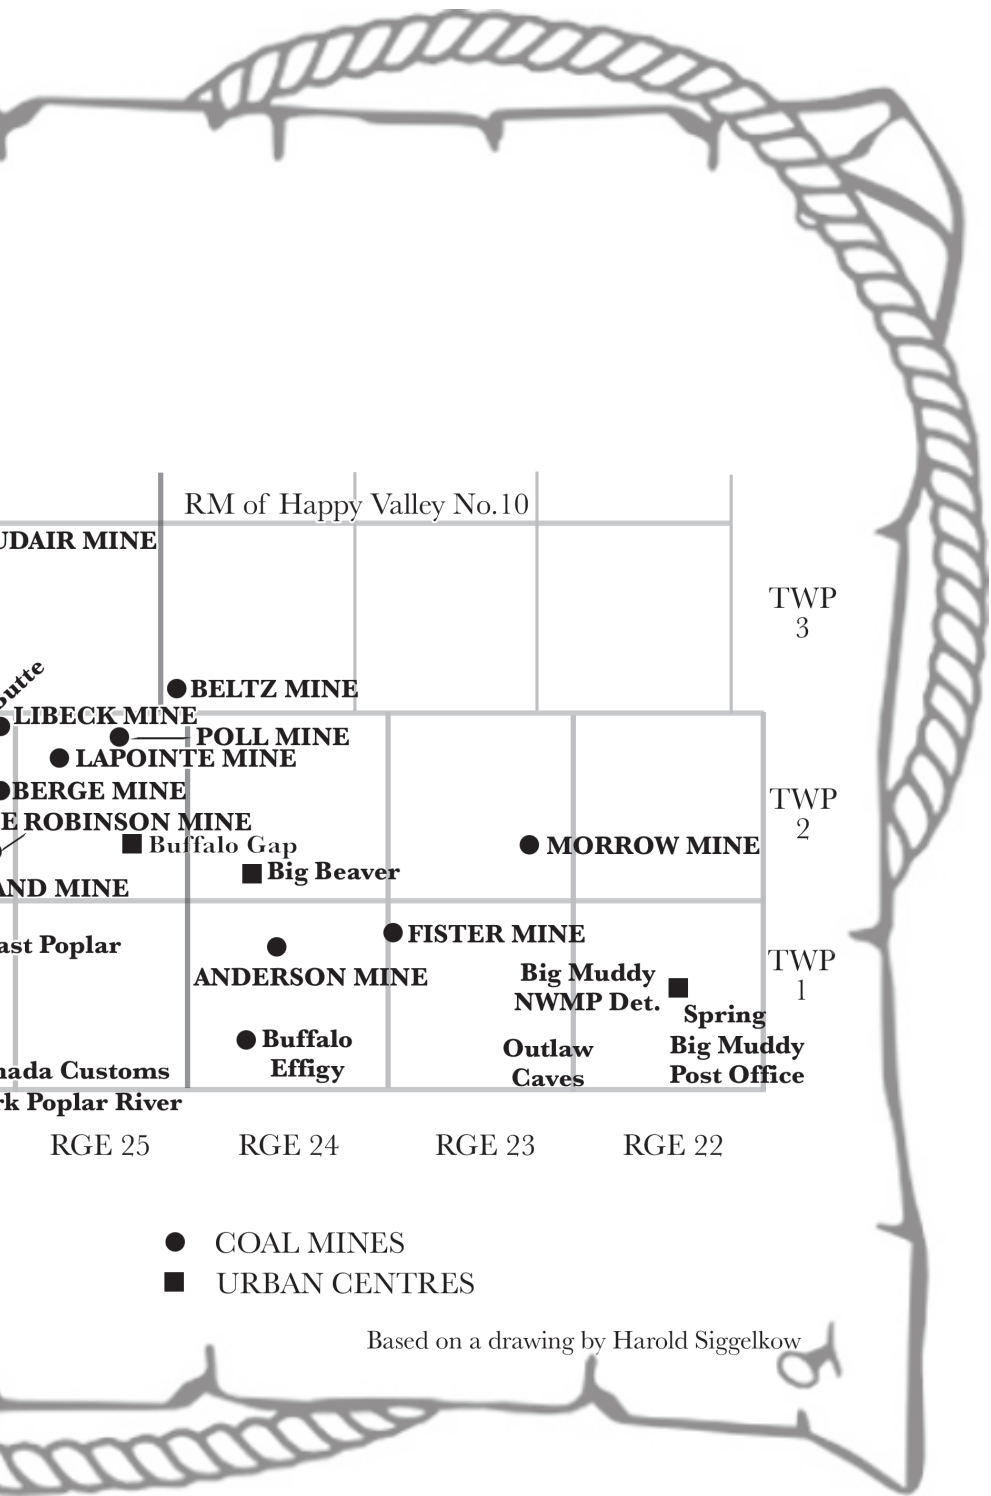 RM of Happy Valley No.10
UDAIR MINE
TWP
3
Butte
BELTZ MINE
LIBECK MINE
POLL MINE
LAPOINTE MINE
BERGE MINE
TWP
2
E ROBINSON MINE
Buffalo Gap
MORROW MINE
Big Beaver
AND MINE
FISTER MINE
ast Poplar
TWP
1
ANDERSON MINE
Big Muddy
NWMP Det.
Spring
Big Muddy
Post Office
Buffalo
Effigy
Outlaw
Caves
nada Customs
rk Poplar River
RGE 25
RGE 24
RGE 23
RGE 22
COAL MINES
URBAN CENTRES
Based on a drawing by Harold Siggelkow